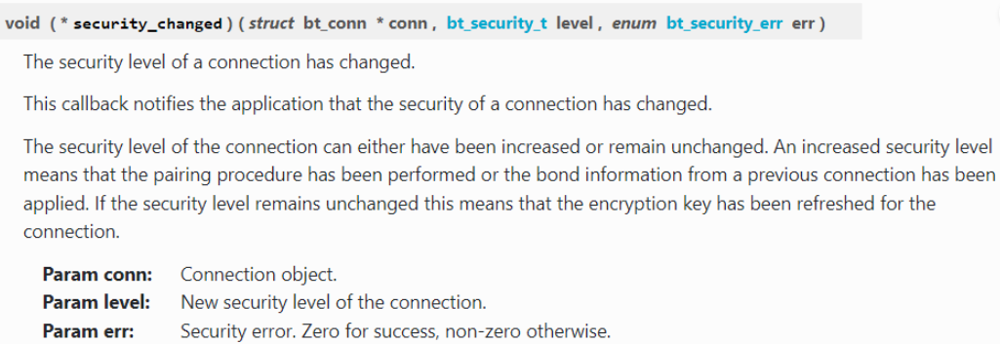 void (* security_changed) ( struct bt_conn * conn , bt_security_t level , enum bt_security_err err )
The security level of a connection has changed.
This callback notifies the application that the security of a connection has changed.
The security level of the connection can either have been increased or remain unchanged. An increased security level
means that the pairing procedure has been performed or the bond information from a previous connection has been
applied. If the security level remains unchanged this means that the encryption key has been refreshed for the
connection.
Param conn: Connection object.
Param level: New security level of the connection.
Param err: Security error. Zero for success, non-zero otherwise.